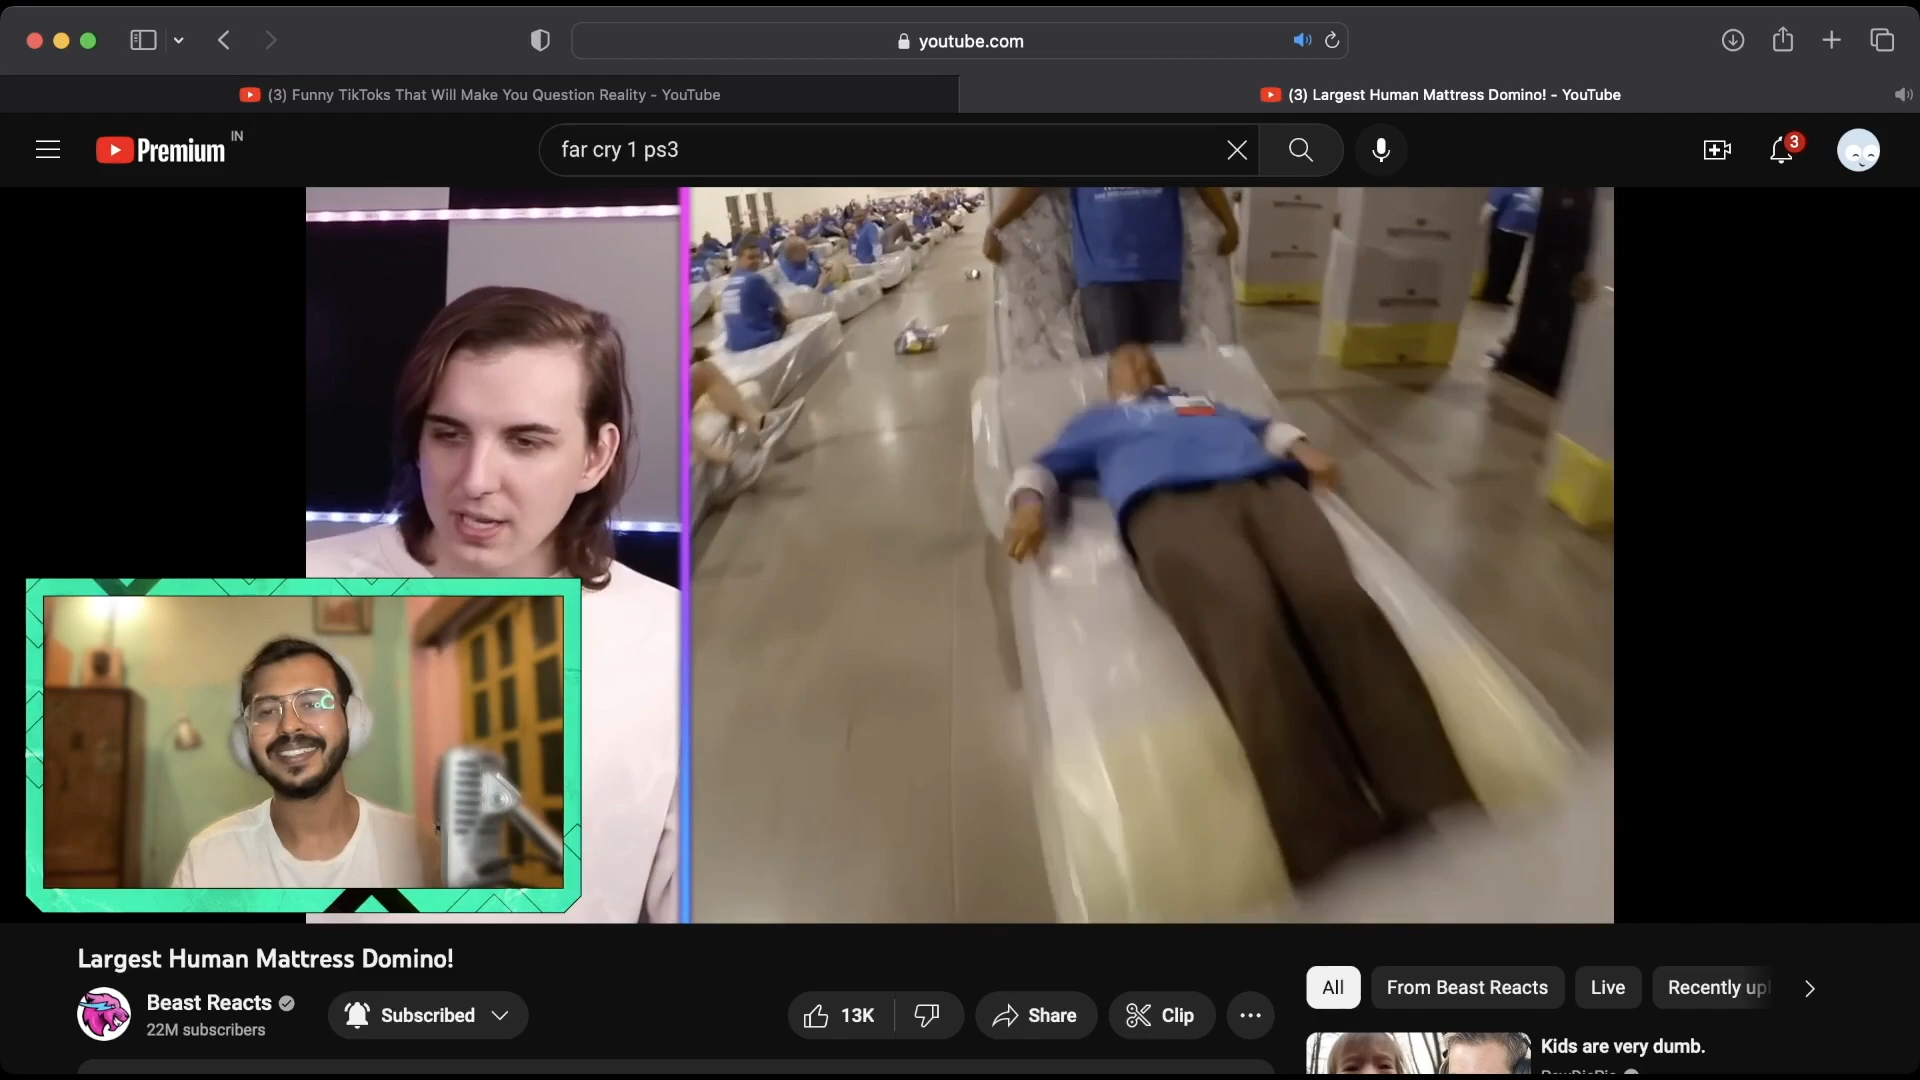 youtube.com
(3) Funny TikToks That Will Make You Question Reality - YouTube
(3) Largest Human Mattress Domino! - YouTube
Premium IN
far cry 1 ps3
3
Largest Human Mattress Domino!
Beast Reacts
22M subscribers
Subscribed
13K
Share
Clip
All
From Beast Reacts
Live
Recently upl
Kids are very dumb.